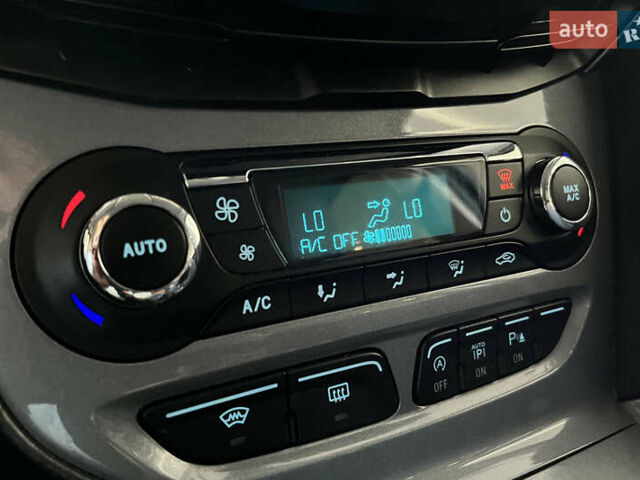 auto
R
MAX
MAX
A/C
AUTO
LO
LO
A/C OFF
A/C
A
OFF
AUTO
P
ON
P
ON